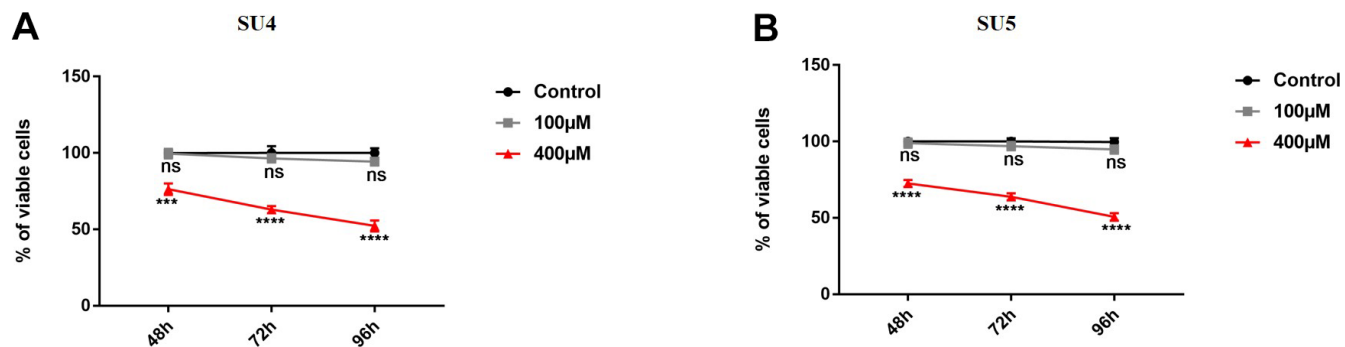 A
SU4
% of viable cells
150
100
50
0
ns
ns
ns
***
****
****
48h
72h
96h
Control
100µM
400µM
B
SU5
% of viable cells
150
100
50
0
ns
ns
ns
****
****
****
48h
72h
96h
Control
100µM
400µM